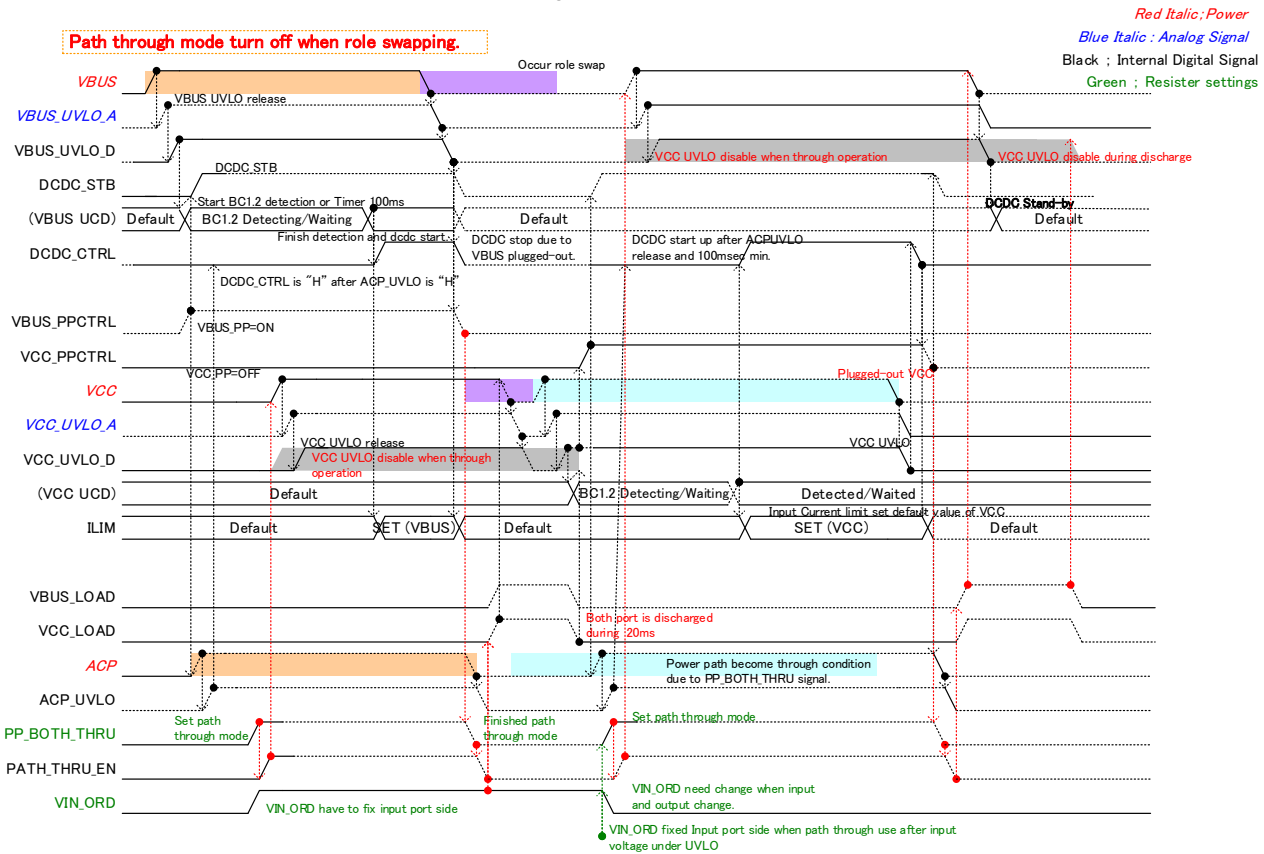 Red Italic;Power
Path through mode turn off when role swapping.
Blue Italic : Analog Signal
Black ; Internal Digital Signal
Green ; Resister settings
Occur role swap
VBUS
VBUS UVLO release
VBUS_UVLO_A
VBUS_UVLO_D
VCC UVLO disable when through operation
VCC UVLO disable during discharge
DCDC_STB
DCDC_STB
Start BC1.2 detection or Timer 100ms
DCDC Stand-by
(VBUS UCD)
Default
BC1.2 Detecting/Waiting
Default
Default
Finish detection and dcdc start.
DCDC_CTRL
DCDC stop due to
VBUS plugged-out.
DCDC start up after ACPUVLO
release and 100msec min.
DCDC_CTRL is "H" after ACP_UVLO is "H"
VBUS_PPCTRL
VBUS_PP=ON
VCC_PPCTRL
VCC_PP=OFF
Plugged-out VCC
VCC
VCC_UVLO_A
VCC UVLO release
VCC UVLO
VCC_UVLO_D
VCC UVLO disable when through
operation
(VCC UCD)
Default
BC1.2 Detecting/Waiting
Detected/Waited
Input Current limit set default value of VCC
ILIM
Default
SET (VBUS)
Default
SET (VCC)
Default
VBUS_LOAD
VCC_LOAD
Both port is discharged
during 20ms
ACP
Power path become through condition
due to PP_BOTH_THRU signal.
ACP_UVLO
PP_BOTH_THRU
Set path
through mode
Finished path
through mode
Set path through mode
PATH_THRU_EN
VIN_ORD
VIN_ORD have to fix input port side
VIN_ORD need change when input
and output change.
VIN_ORD fixed Input port side when path through use after input
voltage under UVLO